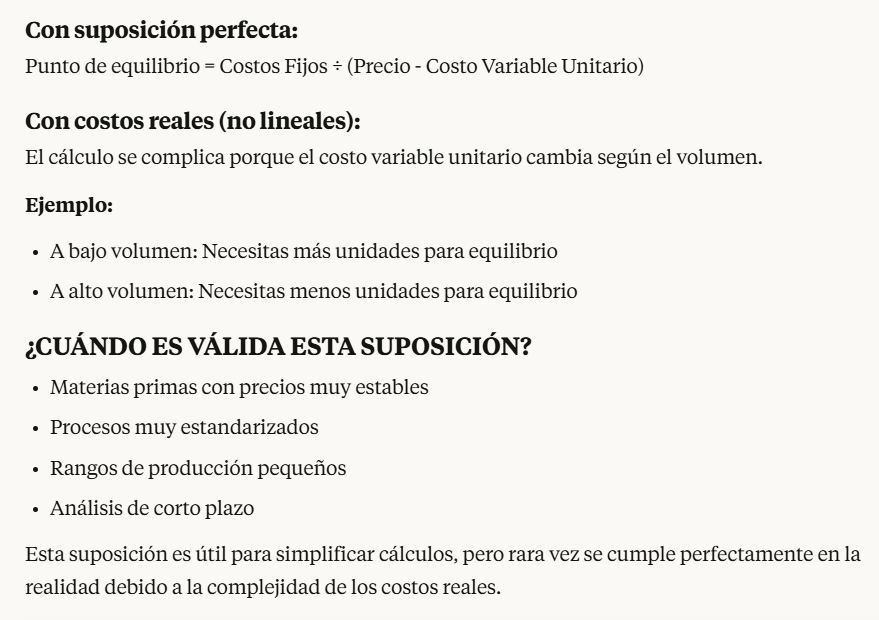 Con suposición perfecta:
Punto de equilibrio = Costos Fijos ÷ (Precio - Costo Variable Unitario)
Con costos reales (no lineales):
El cálculo se complica porque el costo variable unitario cambia según el volumen.
Ejemplo:
• A bajo volumen: Necesitas más unidades para equilibrio
• A alto volumen: Necesitas menos unidades para equilibrio
¿CUÁNDO ES VÁLIDA ESTA SUPOSICIÓN?
• Materias primas con precios muy estables
• Procesos muy estandarizados
• Rangos de producción pequeños
• Análisis de corto plazo
Esta suposición es útil para simplificar cálculos, pero rara vez se cumple perfectamente en la
realidad debido a la complejidad de los costos reales.